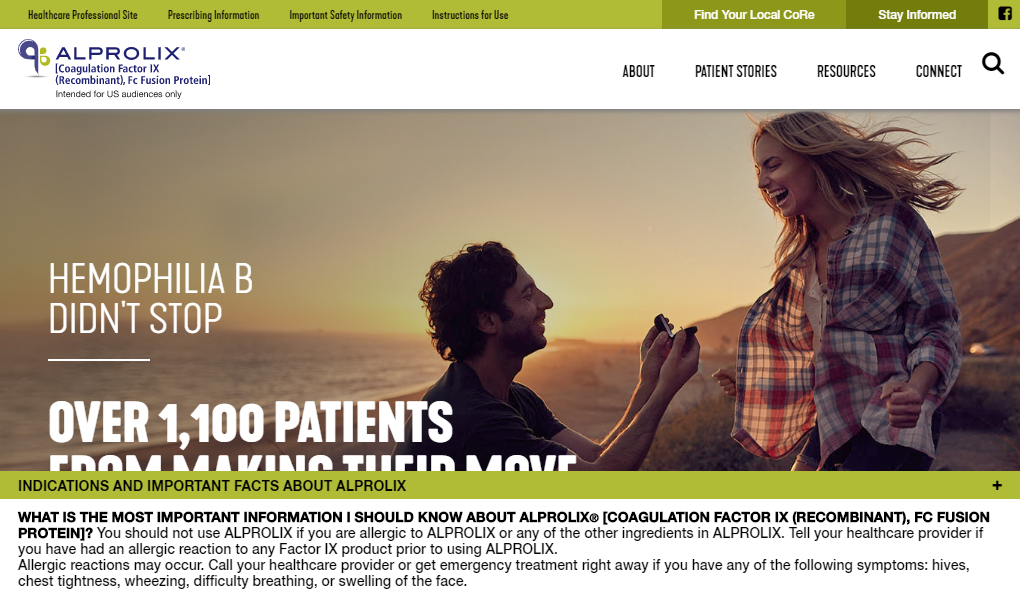 Healthcare Professional Site
Prescribing Information
Important Safety Information
Instructions for Use
Find Your Local CoRe
Stay Informed
ALPROLIX®
[Coagulation Factor IX
(Recombinant), Fc Fusion Protein]
Intended for US audiences only
ABOUT
PATIENT STORIES
RESOURCES
CONNECT
HEMOPHILIA B
DIDN'T STOP
OVER 1,100 PATIENTS
FROM MAKING THEIR MOVE
INDICATIONS AND IMPORTANT FACTS ABOUT ALPROLIX
+
WHAT IS THE MOST IMPORTANT INFORMATION I SHOULD KNOW ABOUT ALPROLIX® [COAGULATION FACTOR IX (RECOMBINANT), FC FUSION
PROTEIN]? You should not use ALPROLIX if you are allergic to ALPROLIX or any of the other ingredients in ALPROLIX. Tell your healthcare provider if
you have had an allergic reaction to any Factor IX product prior to using ALPROLIX.
Allergic reactions may occur. Call your healthcare provider or get emergency treatment right away if you have any of the following symptoms: hives,
chest tightness, wheezing, difficulty breathing, or swelling of the face.